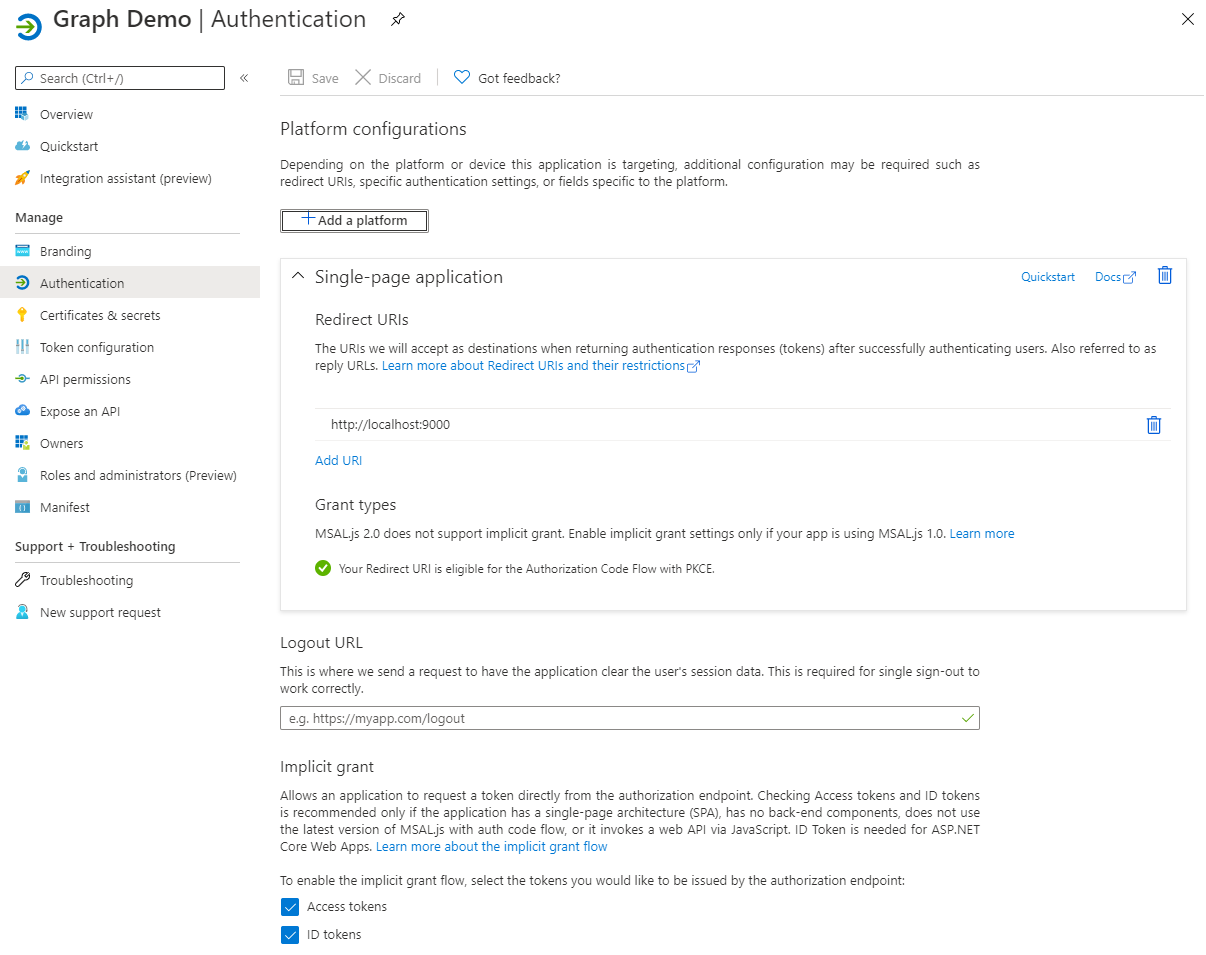 Graph Demo | Authentication
Search (Ctrl+/)
«
Overview
Quickstart
Integration assistant (preview)
Manage
Branding
Authentication
Certificates & secrets
Token configuration
API permissions
Expose an API
Owners
Roles and administrators (Preview)
Manifest
Support + Troubleshooting
Troubleshooting
New support request
Save
Discard
Got feedback?
Platform configurations
Depending on the platform or device this application is targeting, additional configuration may be required such as
redirect URIs, specific authentication settings, or fields specific to the platform.
+ Add a platform
Single-page application
Quickstart
Docs
Redirect URIs
The URIs we will accept as destinations when returning authentication responses (tokens) after successfully authenticating users. Also referred to as
reply URLs. Learn more about Redirect URIs and their restrictions
http://localhost:9000
Add URI
Grant types
MSAL.js 2.0 does not support implicit grant. Enable implicit grant settings only if your app is using MSAL.js 1.0. Learn more
Your Redirect URI is eligible for the Authorization Code Flow with PKCE.
Logout URL
This is where we send a request to have the application clear the user's session data. This is required for single sign-out to
work correctly.
e.g. https://myapp.com/logout
Implicit grant
Allows an application to request a token directly from the authorization endpoint. Checking Access tokens and ID tokens
is recommended only if the application has a single-page architecture (SPA), has no back-end components, does not use
the latest version of MSAL.js with auth code flow, or it invokes a web API via JavaScript. ID Token is needed for ASP.NET
Core Web Apps. Learn more about the implicit grant flow
To enable the implicit grant flow, select the tokens you would like to be issued by the authorization endpoint:
Access tokens
ID tokens